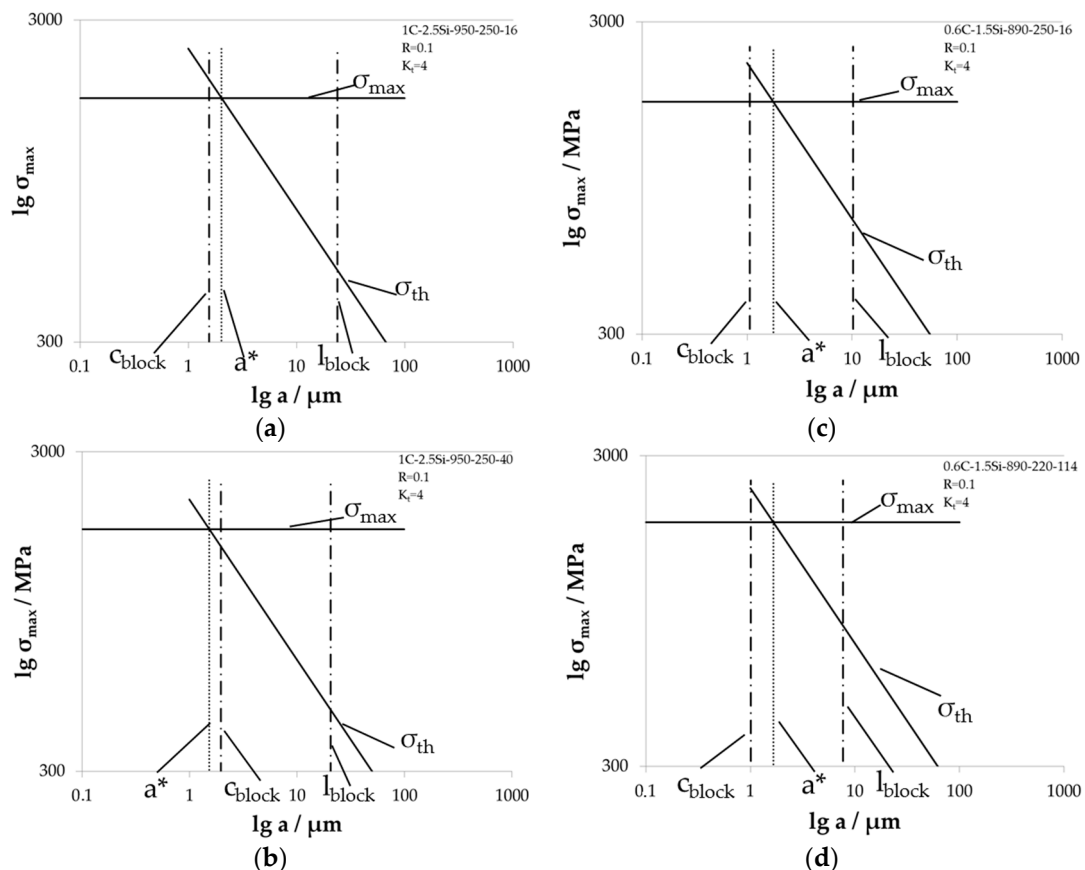 3000
1C-2.5Si-950-250-16
R=0.1
Kt=4
σmax
lg σmax
σth
300
cblock
a*
lblock
0.1 1 10 100 1000
lg a / μm
(a)
3000
0.6C-1.5Si-890-250-16
R=0.1
Kt=4
σmax
lg σmax / MPa
σth
300
cblock
a*
lblock
0.1 1 10 100 1000
lg a / μm
(c)
3000
1C-2.5Si-950-250-40
R=0.1
Kt=4
σmax
lg σmax / MPa
σth
300
a*
cblock
lblock
0.1 1 10 100 1000
lg a / μm
(b)
3000
0.6C-1.5Si-890-220-114
R=0.1
Kt=4
σmax
lg σmax / MPa
σth
300
cblock
a*
lblock
0.1 1 10 100 1000
lg a / μm
(d)